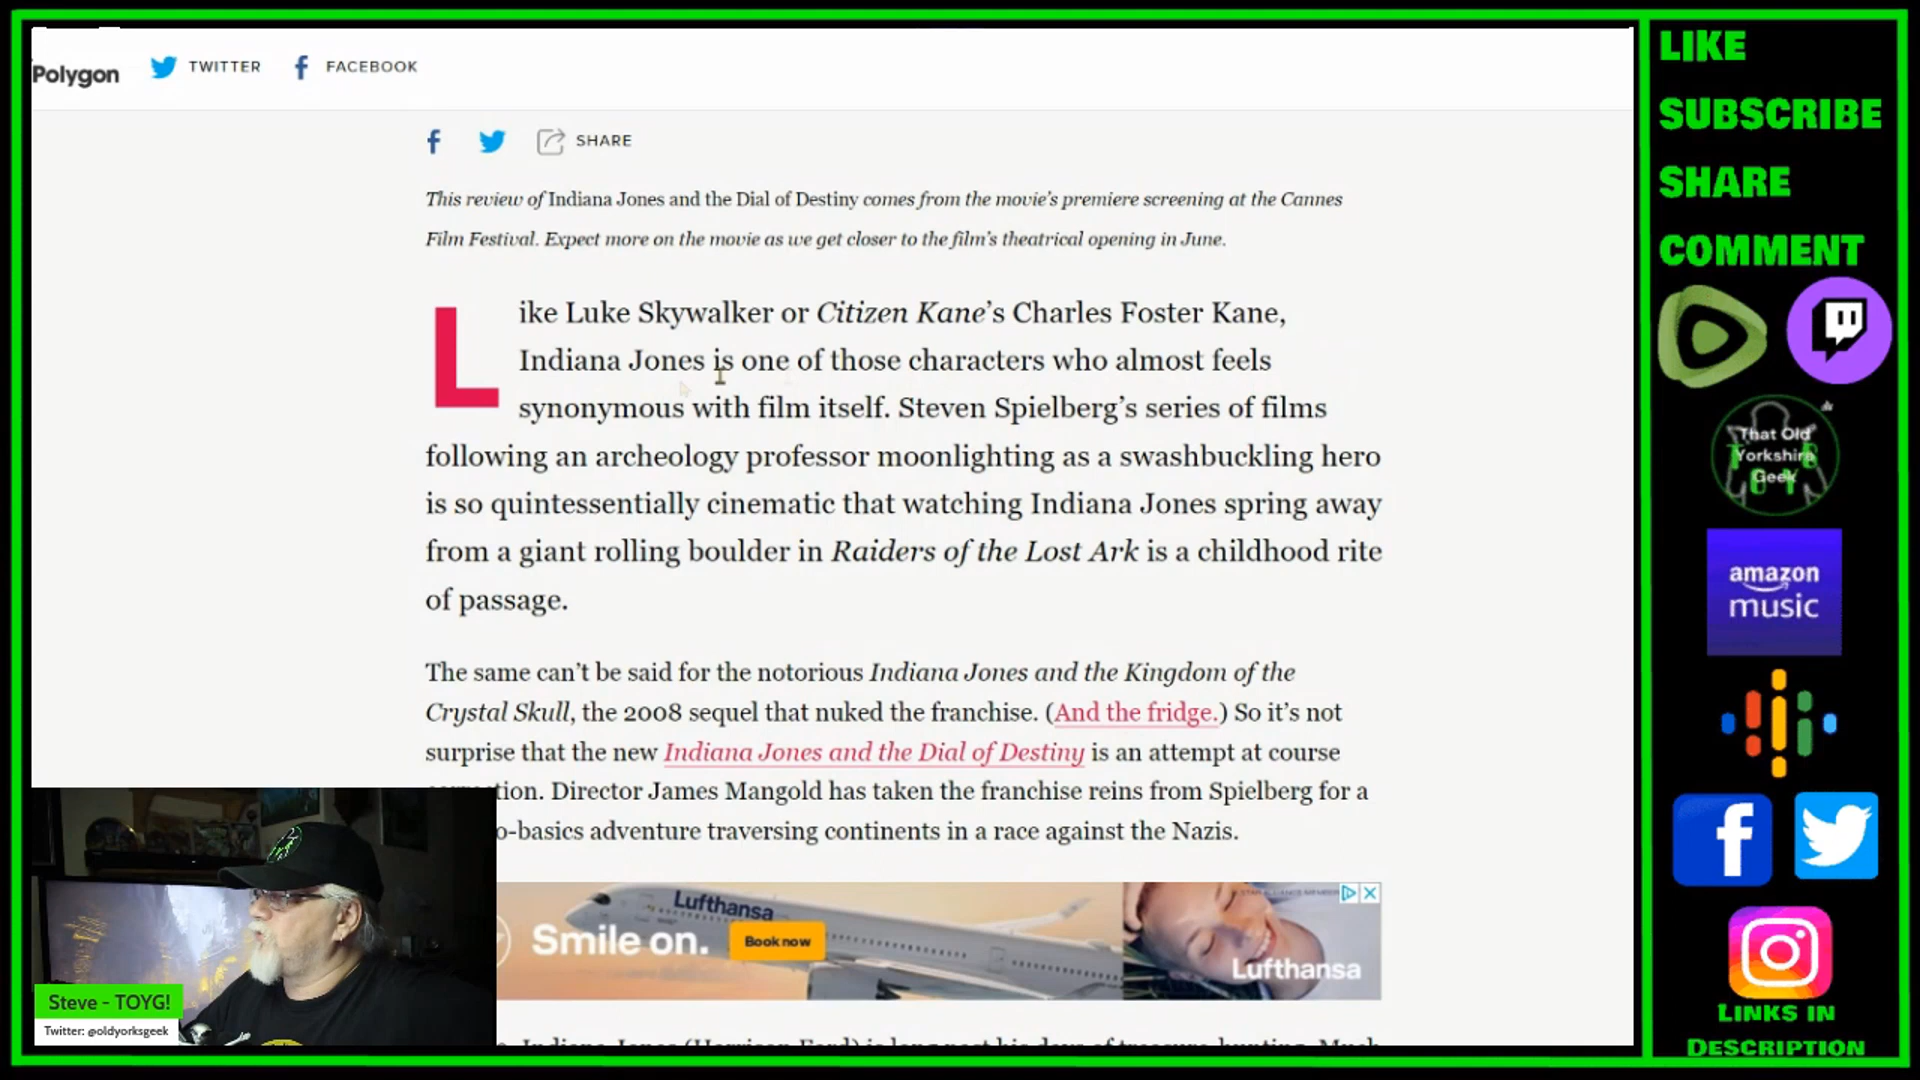 Polygon
TWITTER
FACEBOOK
SHARE
This review of Indiana Jones and the Dial of Destiny comes from the movie's premiere screening at the Cannes
Film Festival. Expect more on the movie as we get closer to the film's theatrical opening in June.
Like Luke Skywalker or Citizen Kane's Charles Foster Kane,
Indiana Jones is one of those characters who almost feels
synonymous with film itself. Steven Spielberg's series of films
following an archeology professor moonlighting as a swashbuckling hero
is so quintessentially cinematic that watching Indiana Jones spring away
from a giant rolling boulder in Raiders of the Lost Ark is a childhood rite
of passage.
The same can't be said for the notorious Indiana Jones and the Kingdom of the
Crystal Skull, the 2008 sequel that nuked the franchise. (And the fridge.) So it's not
surprise that the new Indiana Jones and the Dial of Destiny is an attempt at course
tion. Director James Mangold has taken the franchise reins from Spielberg for a
o-basics adventure traversing continents in a race against the Nazis.
Lufthansa
Smile on.
Book now
Lufthansa
Steve - TOYG!
Twitter: @oldyorksgeek
LIKE
SUBSCRIBE
SHARE
COMMENT
That Old
Yorkshire
Geek
amazon
music
LINKS IN
DESCRIPTION